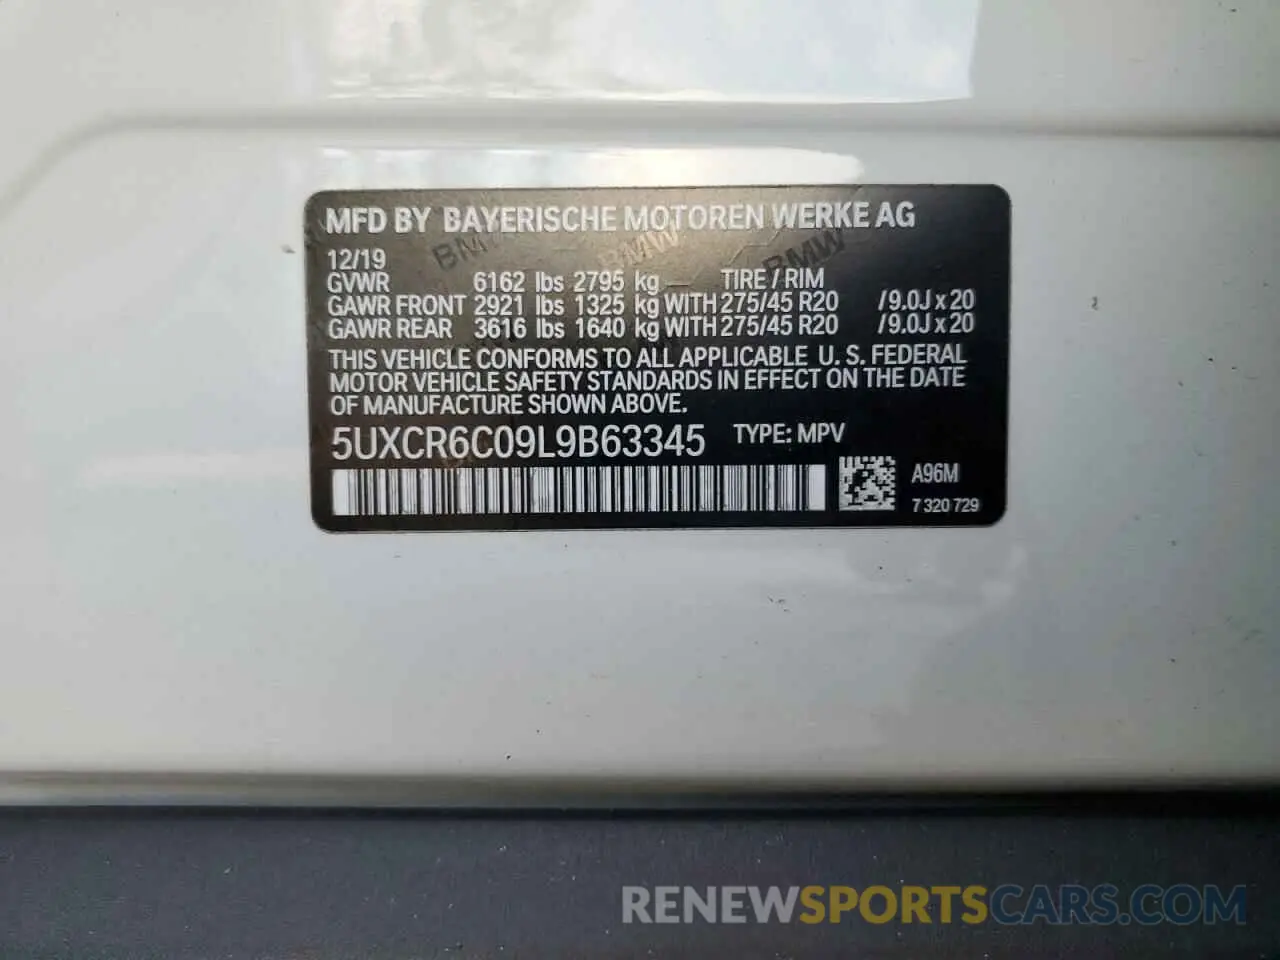 MFD BY BAYERISCHE MOTOREN WERKE AG
BMW BMW BMW
12/19
GVWR 6162 lbs 2795 kg TIRE / RIM
GAWR FRONT 2921 lbs 1325 kg WITH 275/45 R20 / 9.0J x 20
GAWR REAR 3616 lbs 1640 kg WITH 275/45 R20 / 9.0J x 20
THIS VEHICLE CONFORMS TO ALL APPLICABLE U. S. FEDERAL
MOTOR VEHICLE SAFETY STANDARDS IN EFFECT ON THE DATE
OF MANUFACTURE SHOWN ABOVE.
5UXCR6C09L9B63345 TYPE: MPV
A96M
7 320 729
RENEWSPORTSCARS.COM